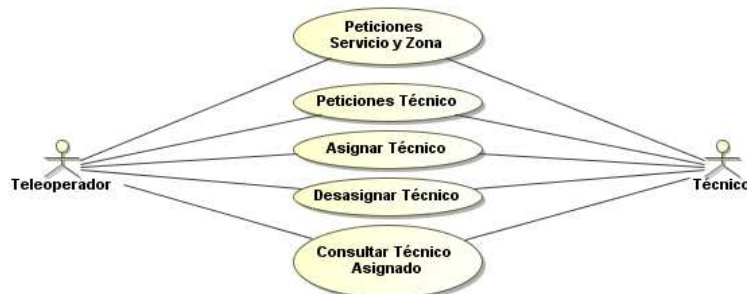 Peticiones
Servicio y Zona
Peticiones Técnico
Asignar Técnico
Teleoperador
Técnico
Desasignar Técnico
Consultar Técnico
Asignado